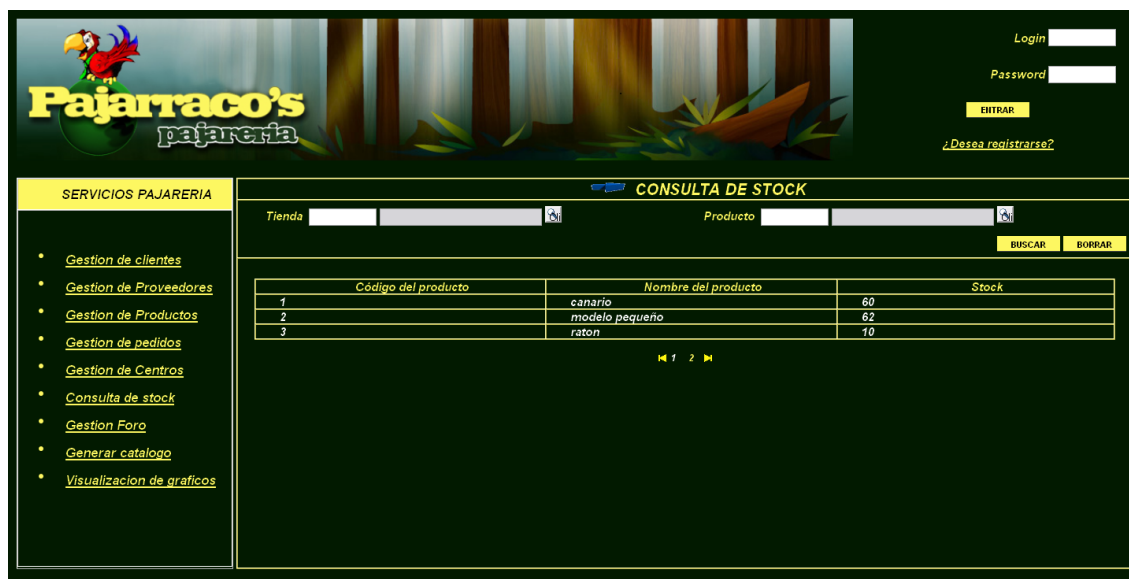 Pajarraco's
pajareria
Login
Password
ENTRAR
¿Desea registrarse?
SERVICIOS PAJARERIA
Gestion de clientes
Gestion de Proveedores
Gestion de Productos
Gestion de pedidos
Gestion de Centros
Consulta de stock
Gestion Foro
Generar catalogo
Visualizacion de graficos
CONSULTA DE STOCK
Tienda Producto
BUSCAR BORRAR
Código del producto Nombre del producto Stock
1 canario 60
2 modelo pequeño 62
3 raton 10
1 2